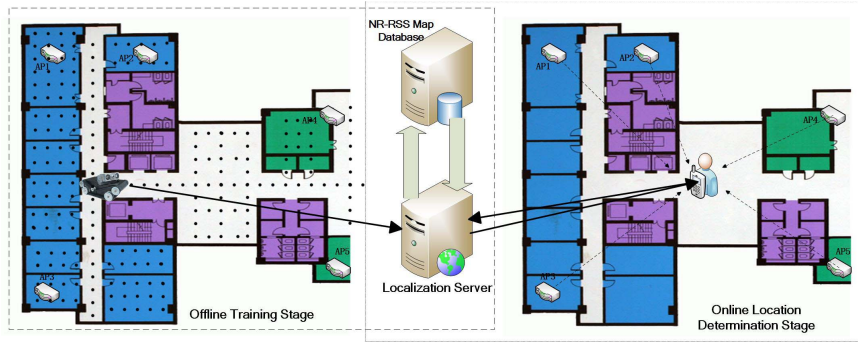 NR-RSS Map
Database
AP1
AP2
AP4
AP3
AP5
Offline Training Stage
Localization Server
AP1
AP2
AP4
AP3
AP5
Online Location
Determination Stage